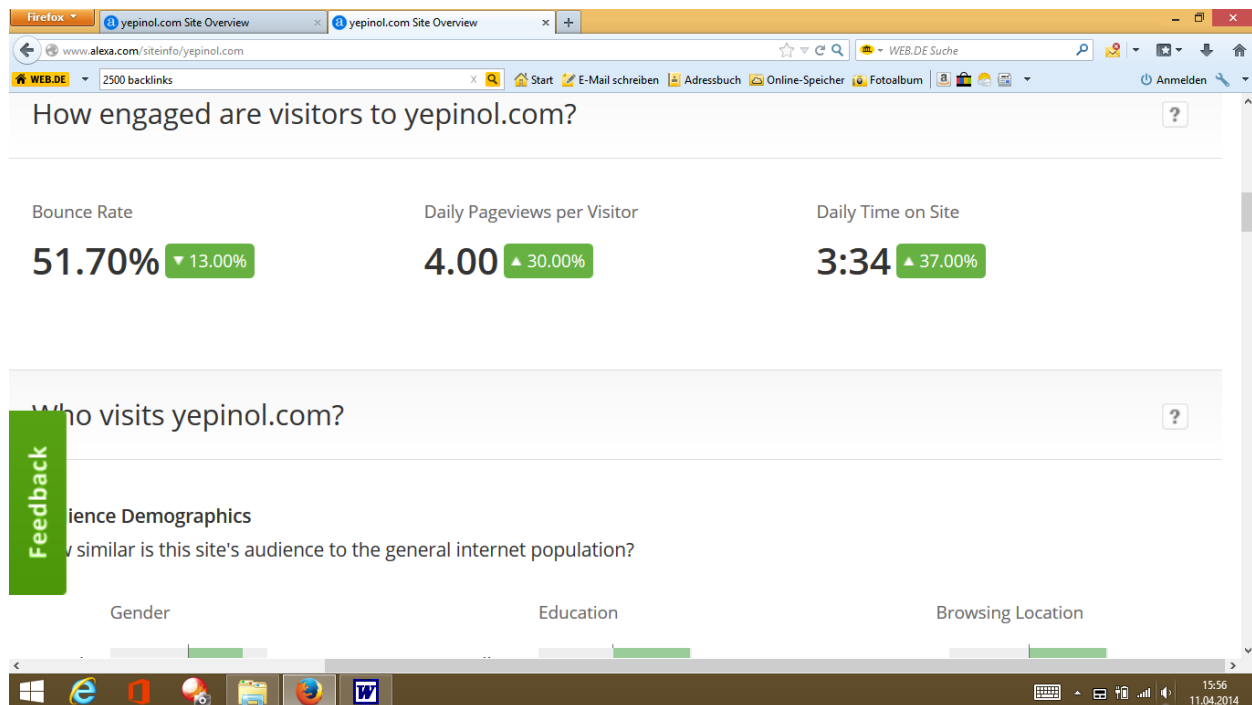 Firefox
yepinol.com Site Overview
yepinol.com Site Overview
www.alexa.com/siteinfo/yepinol.com
WEB.DE Suche
WEB.DE
2500 backlinks
Start E-Mail schreiben Adressbuch Online-Speicher Fotoalbum
Anmelden
How engaged are visitors to yepinol.com?
?
Bounce Rate Daily Pageviews per Visitor Daily Time on Site
51.70% 13.00% 4.00 30.00% 3:34 37.00%
Who visits yepinol.com?
?
Feedback
ience Demographics
similar is this site's audience to the general internet population?
Gender Education Browsing Location
15:56
11.04.2014